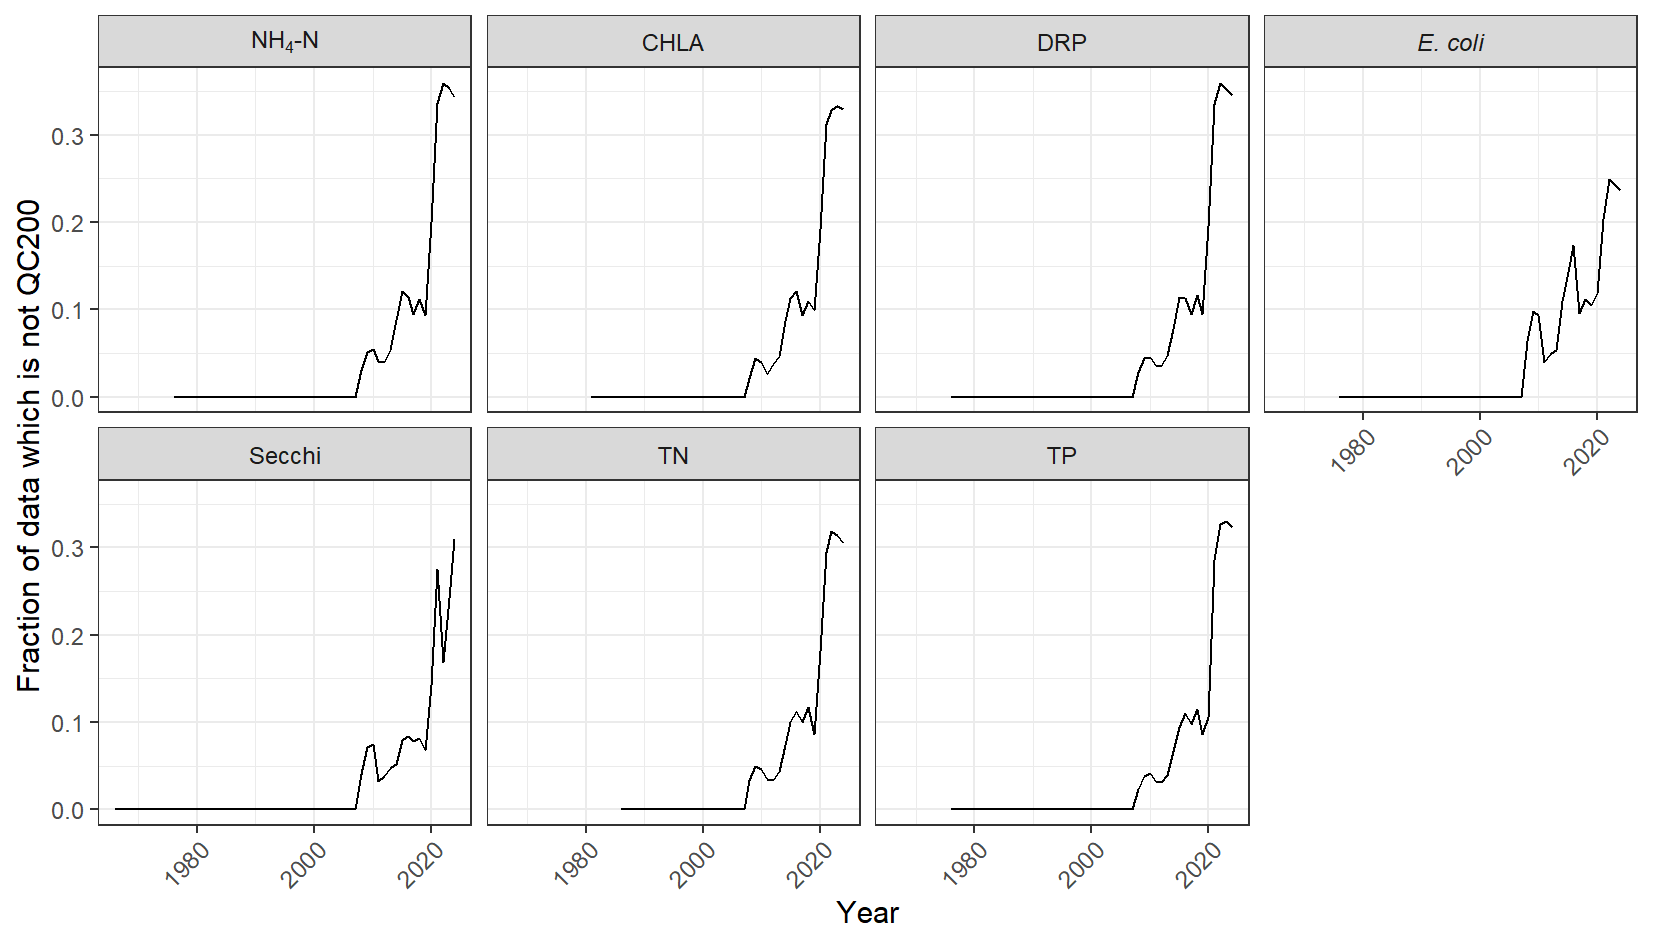 NH₄-N
CHLA
DRP
E. coli
0.3
0.2
0.1
0.0
1980
2000
2020
Secchi
TN
TP
0.3
0.2
0.1
0.0
1980
2000
2020
1980
2000
2020
1980
2000
2020
Year
Fraction of data which is not QC200